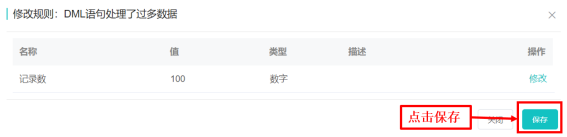 修改规则：DML语句处理了过多数据 ×
名称 值 类型 描述 操作
记录数 100 数字 修改
点击保存 关闭 保存